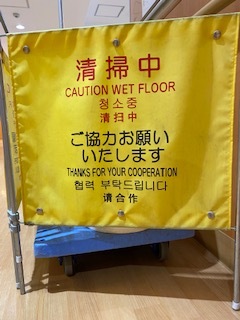 清掃中
CAUTION WET FLOOR
청소중
清扫中
ご協力お願い
いたします
THANKS FOR YOUR COOPERATION
협력 부탁드립니다
请合作